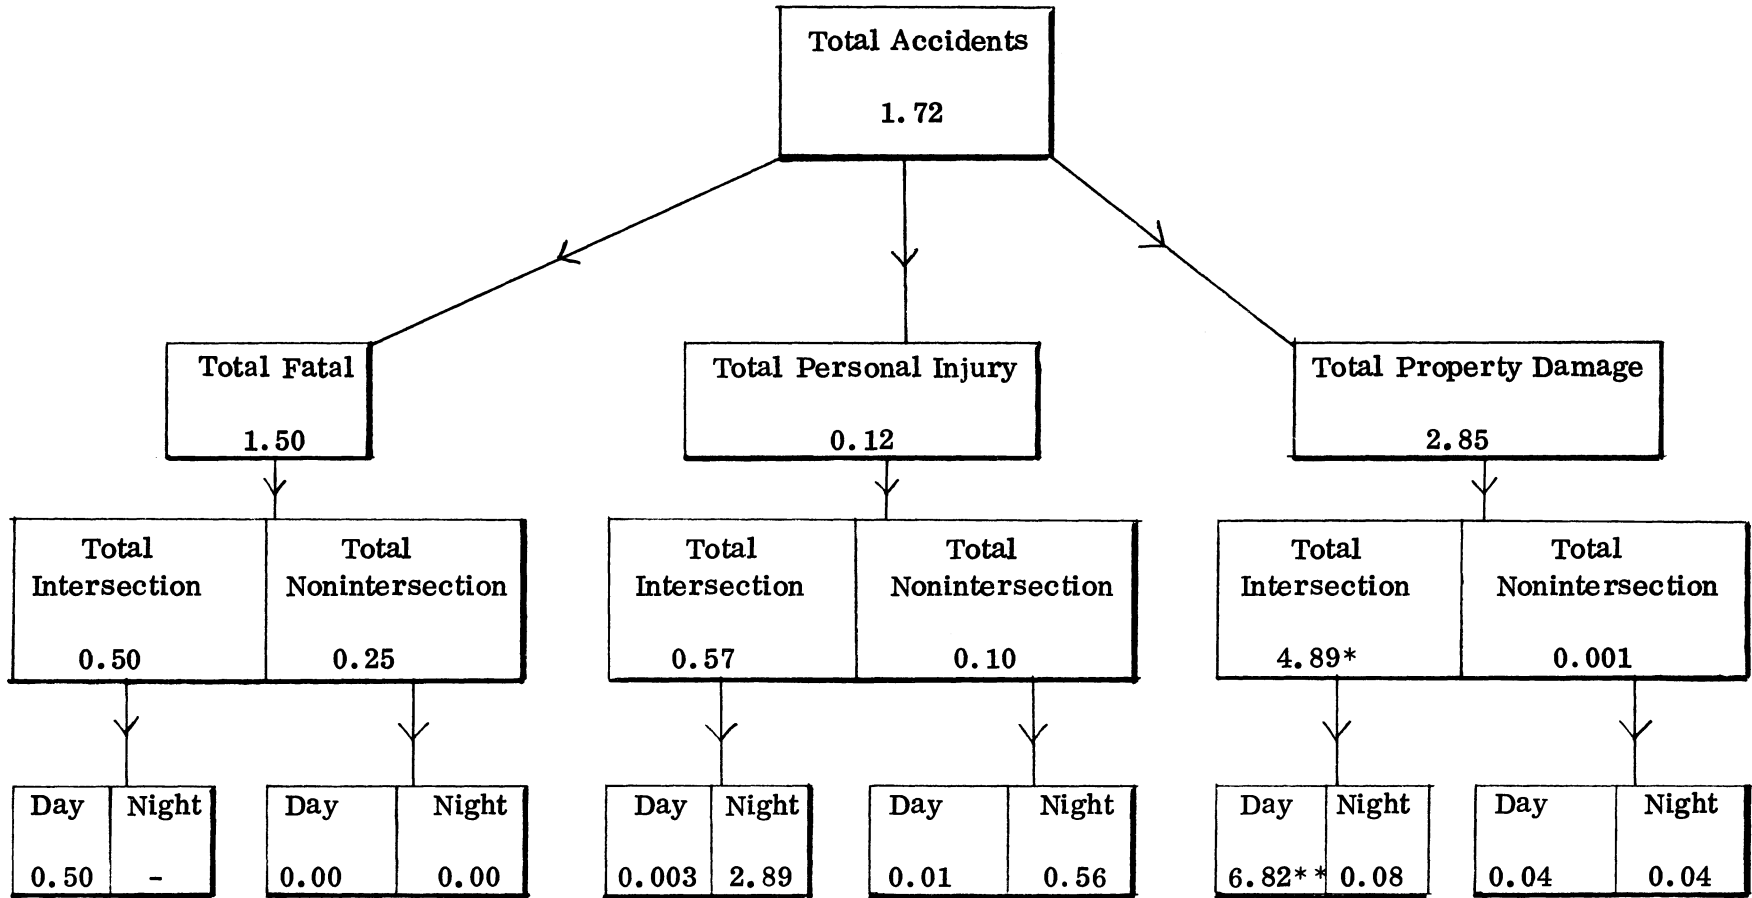 Total Accidents
1.72
Total Fatal
1.50
Total Personal Injury
0.12
Total Property Damage
2.85
Total
Intersection
0.50
Total
Nonintersection
0.25
Total
Intersection
0.57
Total
Nonintersection
0.10
Total
Intersection
4.89*
Total
Nonintersection
0.001
Day Night
0.50 -
Day Night
0.00 0.00
Day Night
0.003 2.89
Day Night
0.01 0.56
Day Night
6.82** 0.08
Day Night
0.04 0.04